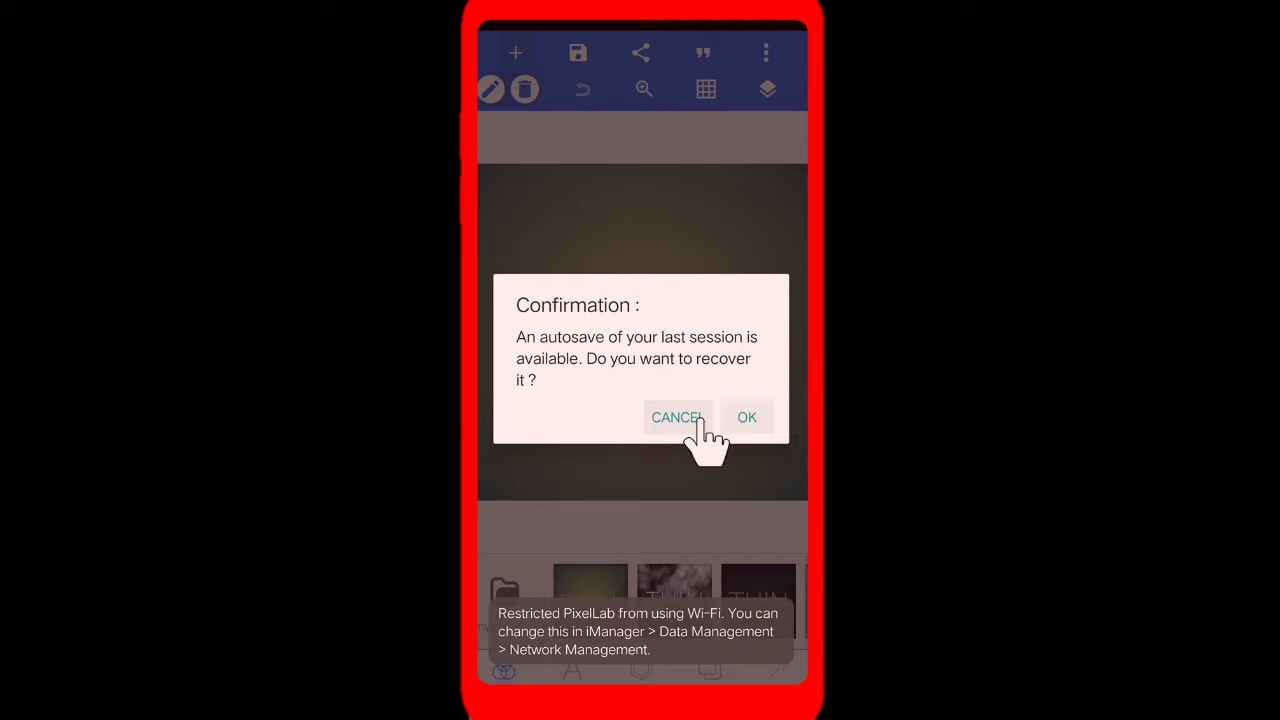 Confirmation :
An autosave of your last session is
available. Do you want to recover
it ?
CANCEL OK
Restricted PixelLab from using Wi-Fi. You can
change this in iManager > Data Management
> Network Management.